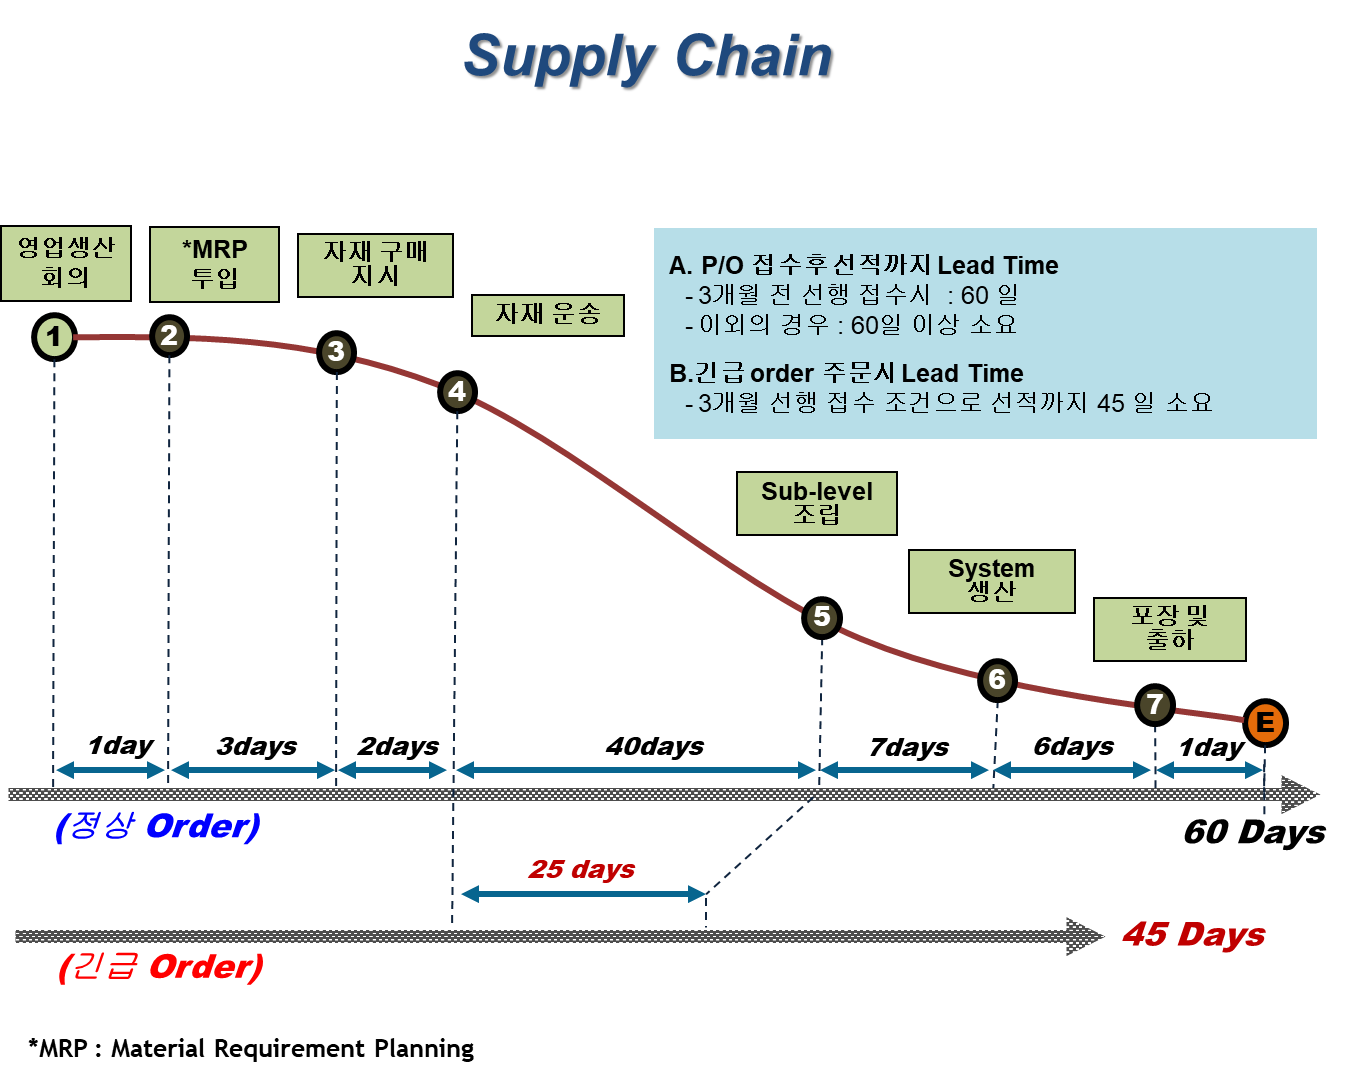 Supply Chain
영업생산
회의
*MRP
투입
자재 구매
지시
자재 운송
A. P/O 접수후 선적까지 Lead Time
- 3개월 전 선행 접수시 : 60 일
- 이외의 경우 : 60일 이상 소요
B.긴급 order 주문시 Lead Time
- 3개월 선행 접수 조건으로 선적까지 45 일 소요
1
2
3
4
Sub-level
조립
System
생산
포장 및
출하
5
6
7
E
1day
3days
2days
40days
7days
6days
1day
(정상 Order)
60 Days
25 days
45 Days
(긴급 Order)
*MRP : Material Requirement Planning